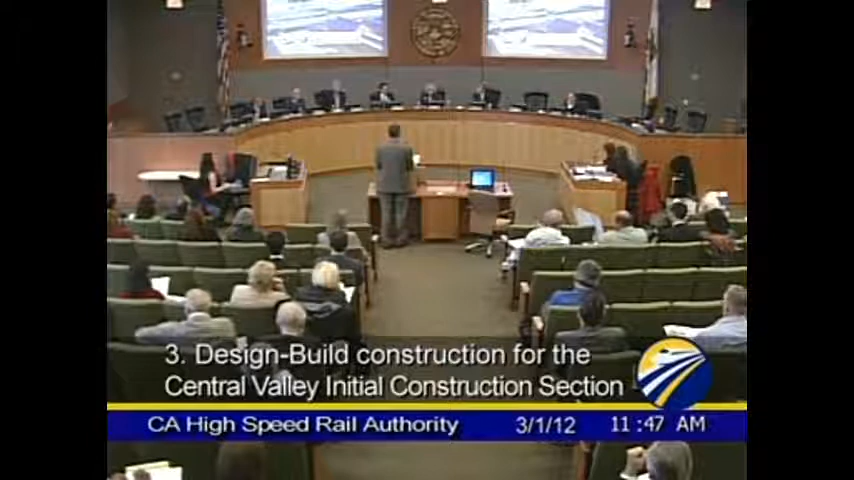 3. Design-Build construction for the
Central Valley Initial Construction Section -
CA High Speed Rail Authority 3/1/12 11:47 AM